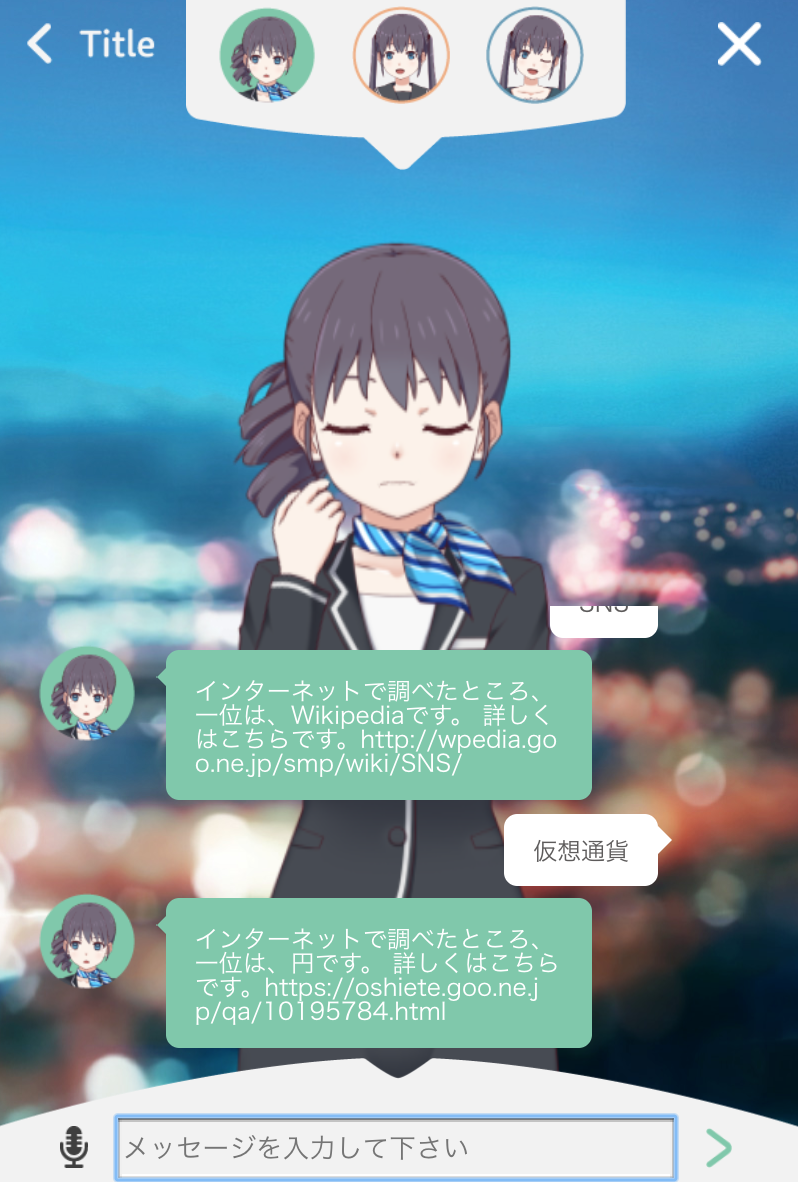 Title
SNS
インターネットで調べたところ、
一位は、Wikipediaです。 詳しく
はこちらです。http://wpedia.go
o.ne.jp/smp/wiki/SNS/
仮想通貨
インターネットで調べたところ、
一位は、円です。 詳しくはこちら
です。https://oshiete.goo.ne.j
p/qa/10195784.html
メッセージを入力して下さい